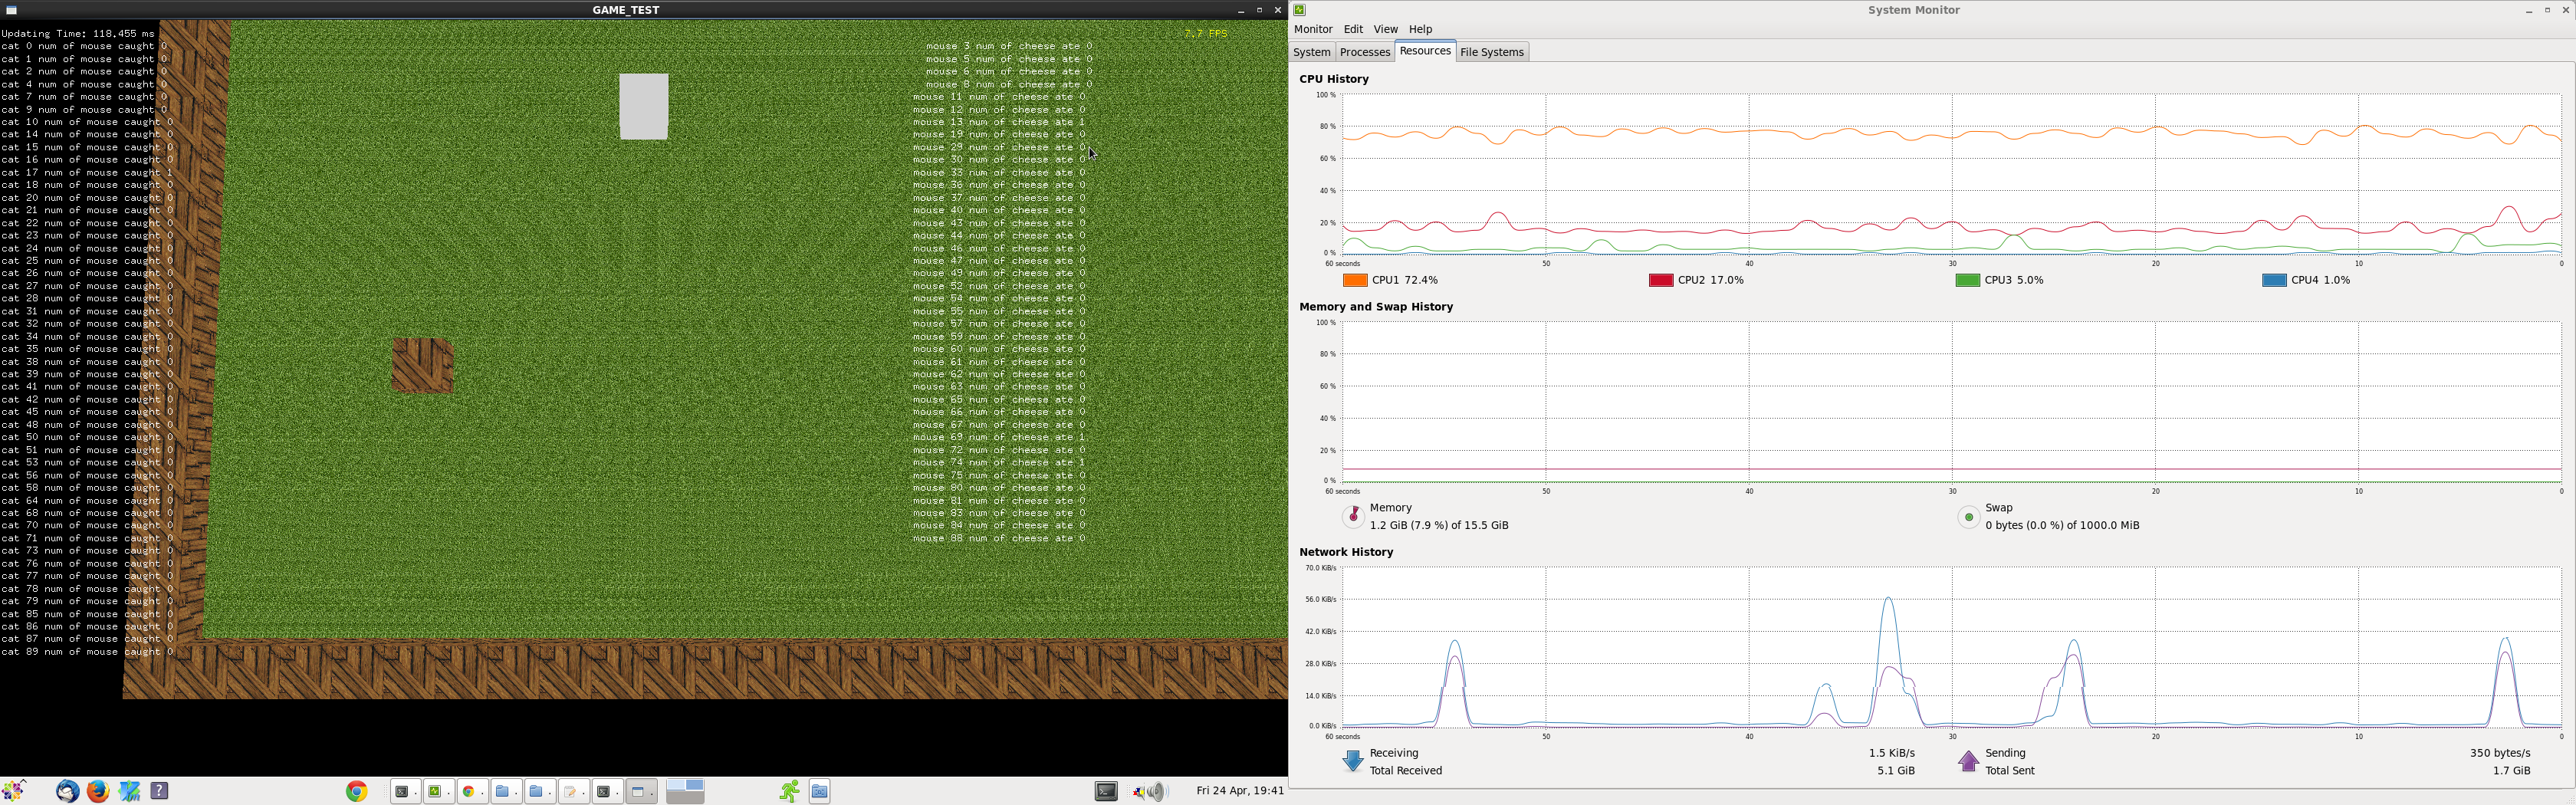 GAME_TEST
Updating Time: 118.455 ms
7.7 FPS
cat 0 num of mouse caught 0
cat 1 num of mouse caught 0
cat 2 num of mouse caught 0
cat 4 num of mouse caught 0
cat 7 num of mouse caught 0
cat 9 num of mouse caught 0
cat 10 num of mouse caught 0
cat 14 num of mouse caught 0
cat 15 num of mouse caught 0
cat 16 num of mouse caught 0
cat 17 num of mouse caught 1
cat 18 num of mouse caught 0
cat 20 num of mouse caught 0
cat 21 num of mouse caught 0
cat 22 num of mouse caught 0
cat 23 num of mouse caught 0
cat 24 num of mouse caught 0
cat 25 num of mouse caught 0
cat 26 num of mouse caught 0
cat 27 num of mouse caught 0
cat 28 num of mouse caught 0
cat 31 num of mouse caught 0
cat 32 num of mouse caught 0
cat 34 num of mouse caught 0
cat 35 num of mouse caught 0
cat 38 num of mouse caught 0
cat 39 num of mouse caught 0
cat 41 num of mouse caught 0
cat 42 num of mouse caught 0
cat 45 num of mouse caught 0
cat 48 num of mouse caught 0
cat 50 num of mouse caught 0
cat 51 num of mouse caught 0
cat 53 num of mouse caught 0
cat 56 num of mouse caught 0
cat 58 num of mouse caught 0
cat 64 num of mouse caught 0
cat 68 num of mouse caught 0
cat 70 num of mouse caught 0
cat 71 num of mouse caught 0
cat 73 num of mouse caught 0
cat 76 num of mouse caught 0
cat 77 num of mouse caught 0
cat 78 num of mouse caught 0
cat 79 num of mouse caught 0
cat 85 num of mouse caught 0
cat 86 num of mouse caught 0
cat 87 num of mouse caught 0
cat 89 num of mouse caught 0
mouse 3 num of cheese ate 0
mouse 5 num of cheese ate 0
mouse 6 num of cheese ate 0
mouse 8 num of cheese ate 0
mouse 11 num of cheese ate 0
mouse 12 num of cheese ate 0
mouse 13 num of cheese ate 1
mouse 19 num of cheese ate 0
mouse 29 num of cheese ate 0
mouse 30 num of cheese ate 0
mouse 33 num of cheese ate 0
mouse 36 num of cheese ate 0
mouse 37 num of cheese ate 0
mouse 40 num of cheese ate 0
mouse 43 num of cheese ate 0
mouse 44 num of cheese ate 0
mouse 46 num of cheese ate 0
mouse 47 num of cheese ate 0
mouse 49 num of cheese ate 0
mouse 52 num of cheese ate 0
mouse 54 num of cheese ate 0
mouse 55 num of cheese ate 0
mouse 57 num of cheese ate 0
mouse 59 num of cheese ate 0
mouse 60 num of cheese ate 0
mouse 61 num of cheese ate 0
mouse 62 num of cheese ate 0
mouse 63 num of cheese ate 0
mouse 65 num of cheese ate 0
mouse 66 num of cheese ate 0
mouse 67 num of cheese ate 0
mouse 69 num of cheese ate 1
mouse 72 num of cheese ate 0
mouse 74 num of cheese ate 1
mouse 75 num of cheese ate 0
mouse 80 num of cheese ate 0
mouse 81 num of cheese ate 0
mouse 83 num of cheese ate 0
mouse 84 num of cheese ate 0
mouse 88 num of cheese ate 0
Fri 24 Apr, 19:41
System Monitor
Monitor Edit View Help
System Processes Resources File Systems
CPU History
100 %
80 %
60 %
40 %
20 %
0 %
60 seconds 50 40 30 20 10 0
CPU1 72.4% CPU2 17.0% CPU3 5.0% CPU4 1.0%
Memory and Swap History
100 %
80 %
60 %
40 %
20 %
0 %
60 seconds 50 40 30 20 10 0
Memory Swap
1.2 GiB (7.9 %) of 15.5 GiB 0 bytes (0.0 %) of 1000.0 MiB
Network History
70.0 KiB/s
56.0 KiB/s
42.0 KiB/s
28.0 KiB/s
14.0 KiB/s
0.0 KiB/s
60 seconds 50 40 30 20 10 0
Receiving 1.5 KiB/s Sending 350 bytes/s
Total Received 5.1 GiB Total Sent 1.7 GiB